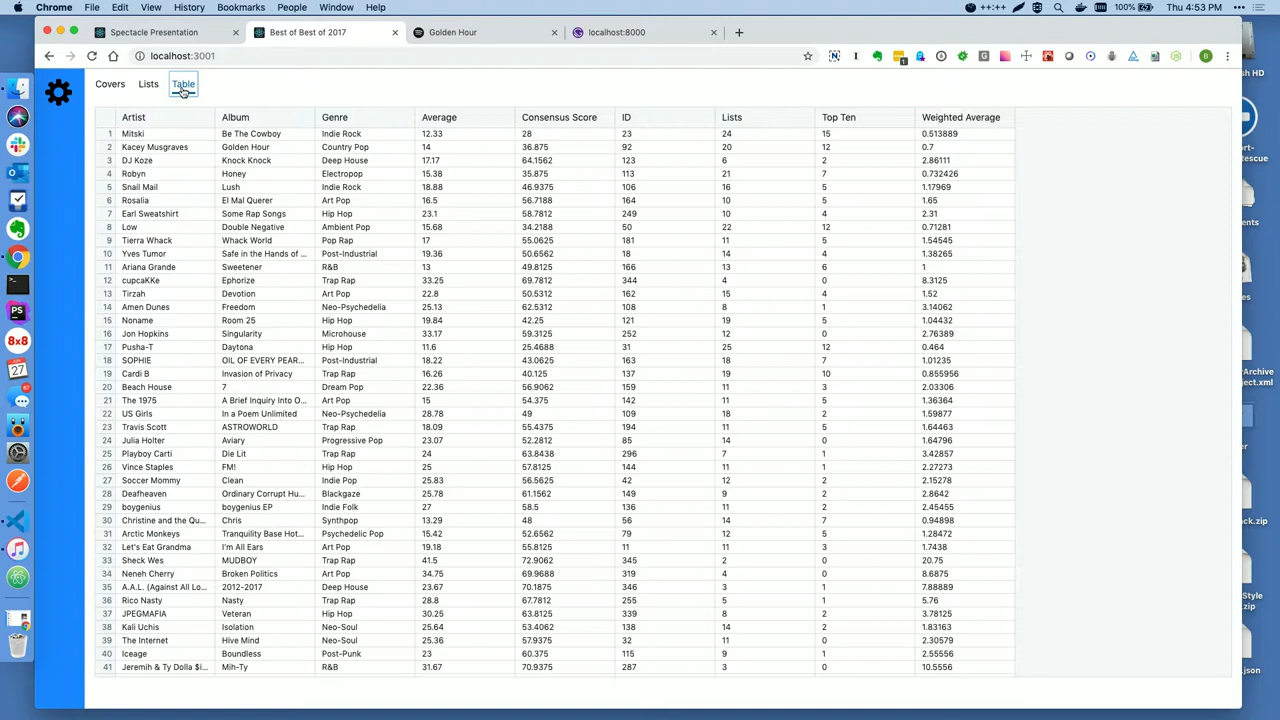 Chrome File Edit View History Bookmarks People Window Help 100% Thu 4:53 PM
Spectacle Presentation Best of Best of 2017 Golden Hour localhost:8000
localhost:3001
Covers Lists Table
Artist Album Genre Average Consensus Score ID Lists Top Ten Weighted Average
1 Mitski Be The Cowboy Indie Rock 12.33 28 23 24 15 0.513889
2 Kacey Musgraves Golden Hour Country Pop 14 36.875 92 20 12 0.7
3 DJ Koze Knock Knock Deep House 17.17 64.1562 123 6 2 2.86111
4 Robyn Honey Electropop 15.38 35.875 113 21 7 0.732426
5 Snail Mail Lush Indie Rock 18.88 46.9375 106 16 5 1.17969
6 Rosalia El Mal Querer Art Pop 16.5 56.7188 164 10 5 1.65
7 Earl Sweatshirt Some Rap Songs Hip Hop 23.1 58.7812 249 10 4 2.31
8 Low Double Negative Ambient Pop 15.68 34.2188 50 22 12 0.71281
9 Tierra Whack Whack World Pop Rap 17 55.0625 181 11 5 1.54545
10 Yves Tumor Safe in the Hands of ... Post-Industrial 19.36 50.6562 18 14 4 1.38265
11 Ariana Grande Sweetener R&B 13 49.8125 166 13 6 1
12 cupcaKKe Ephorize Trap Rap 33.25 69.7812 344 4 0 8.3125
13 Tirzah Devotion Art Pop 22.8 50.5312 162 15 4 1.52
14 Amen Dunes Freedom Neo-Psychedelia 25.13 62.5312 108 8 1 3.14062
15 Noname Room 25 Hip Hop 19.84 42.25 121 19 5 1.04432
16 Jon Hopkins Singularity Microhouse 33.17 59.3125 252 12 0 2.76389
17 Pusha-T Daytona Hip Hop 11.6 25.4688 31 25 12 0.464
18 SOPHIE OIL OF EVERY PEAR... Post-Industrial 18.22 43.0625 163 18 7 1.01235
19 Cardi B Invasion of Privacy Trap Rap 16.26 40.125 137 19 10 0.855956
20 Beach House 7 Dream Pop 22.36 56.9062 159 11 3 2.03306
21 The 1975 A Brief Inquiry Into O... Art Pop 15 54.375 142 11 5 1.36364
22 US Girls In a Poem Unlimited Neo-Psychedelia 28.78 49 109 18 2 1.59877
23 Travis Scott ASTROWORLD Trap Rap 18.09 55.4375 194 11 5 1.64463
24 Julia Holter Aviary Progressive Pop 23.07 52.2812 85 14 0 1.64796
25 Playboy Carti Die Lit Trap Rap 24 63.8438 296 7 1 3.42857
26 Vince Staples FM! Hip Hop 25 57.8125 144 11 1 2.27273
27 Soccer Mommy Clean Indie Pop 25.83 56.5625 42 12 2 2.15278
28 Deafheaven Ordinary Corrupt Hu... Blackgaze 25.78 61.1562 149 9 2 2.8642
29 boygenius boygenius EP Indie Folk 27 58.5 136 11 2 2.45455
30 Christine and the Qu... Chris Synthpop 13.29 48 56 14 7 0.94898
31 Arctic Monkeys Tranquility Base Hot... Psychedelic Pop 15.42 52.6562 79 12 5 1.28472
32 Let's Eat Grandma I'm All Ears Art Pop 19.18 55.8125 11 11 3 1.7438
33 Sheck Wes MUDBOY Trap Rap 41.5 72.9062 345 2 0 20.75
34 Neneh Cherry Broken Politics Art Pop 34.75 69.9688 319 4 0 8.6875
35 A.A.L. (Against All Lo... 2012-2017 Deep House 23.67 70.1875 346 3 1 7.88889
36 Rico Nasty Nasty Trap Rap 28.8 67.7812 255 5 1 5.76
37 JPEGMAFIA Veteran Hip Hop 30.25 63.8125 339 8 2 3.78125
38 Kali Uchis Isolation Neo-Soul 25.64 53.4062 138 14 2 1.83163
39 The Internet Hive Mind Neo-Soul 25.36 57.9375 32 11 0 2.30579
40 Iceage Boundless Post-Punk 23 60.375 115 9 1 2.55556
41 Jeremih & Ty Dolla $i... Mih-Ty R&B 31.67 70.9375 287 3 0 10.5556